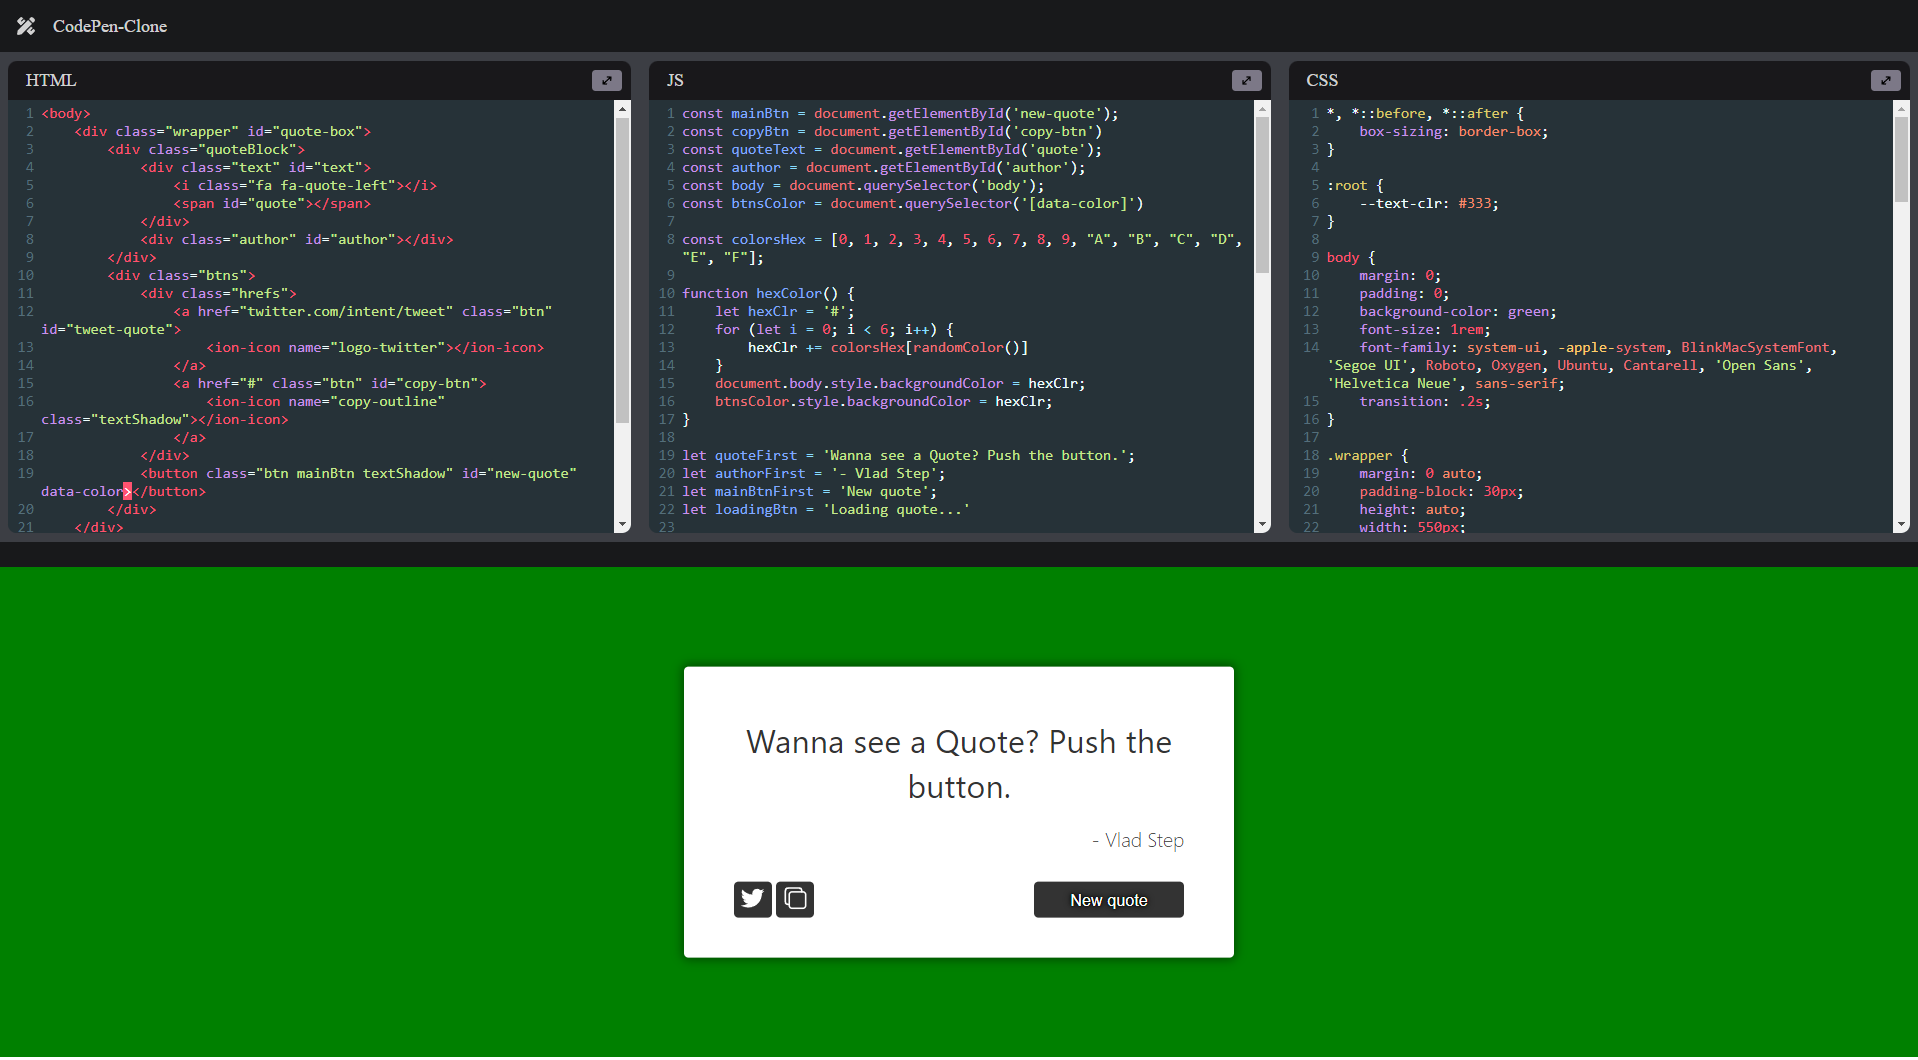 CodePen-Clone
HTML
1 <body>
2 <div class="wrapper" id="quote-box">
3 <div class="quoteBlock">
4 <div class="text" id="text">
5 <i class="fa fa-quote-left"></i>
6 <span id="quote"></span>
7 </div>
8 <div class="author" id="author"></div>
9 </div>
10 <div class="btns">
11 <div class="hrefs">
12 <a href="twitter.com/intent/tweet" class="btn"
id="tweet-quote">
13 <ion-icon name="logo-twitter"></ion-icon>
14 </a>
15 <a href="#" class="btn" id="copy-btn">
16 <ion-icon name="copy-outline"
class="textShadow"></ion-icon>
17 </a>
18 </div>
19 <button class="btn mainBtn textShadow" id="new-quote"
data-color></button>
20 </div>
21 </div>
JS
1 const mainBtn = document.getElementById('new-quote');
2 const copyBtn = document.getElementById('copy-btn')
3 const quoteText = document.getElementById('quote');
4 const author = document.getElementById('author');
5 const body = document.querySelector('body');
6 const btnsColor = document.querySelector('[data-color]')
7
8 const colorsHex = [0, 1, 2, 3, 4, 5, 6, 7, 8, 9, "A", "B", "C", "D",
"E", "F"];
9
10 function hexColor() {
11 let hexClr = '#';
12 for (let i = 0; i < 6; i++) {
13 hexClr += colorsHex[randomColor()]
14 }
15 document.body.style.backgroundColor = hexClr;
16 btnsColor.style.backgroundColor = hexClr;
17 }
18
19 let quoteFirst = 'Wanna see a Quote? Push the button.';
20 let authorFirst = '- Vlad Step';
21 let mainBtnFirst = 'New quote';
22 let loadingBtn = 'Loading quote...'
23
CSS
1 *, *::before, *::after {
2 box-sizing: border-box;
3 }
4
5 :root {
6 --text-clr: #333;
7 }
8
9 body {
10 margin: 0;
11 padding: 0;
12 background-color: green;
13 font-size: 1rem;
14 font-family: system-ui, -apple-system, BlinkMacSystemFont,
'Segoe UI', Roboto, Oxygen, Ubuntu, Cantarell, 'Open Sans',
'Helvetica Neue', sans-serif;
15 transition: .2s;
16 }
17
18 .wrapper {
19 margin: 0 auto;
20 padding-block: 30px;
21 height: auto;
22 width: 550px;
Wanna see a Quote? Push the
button.
- Vlad Step
New quote